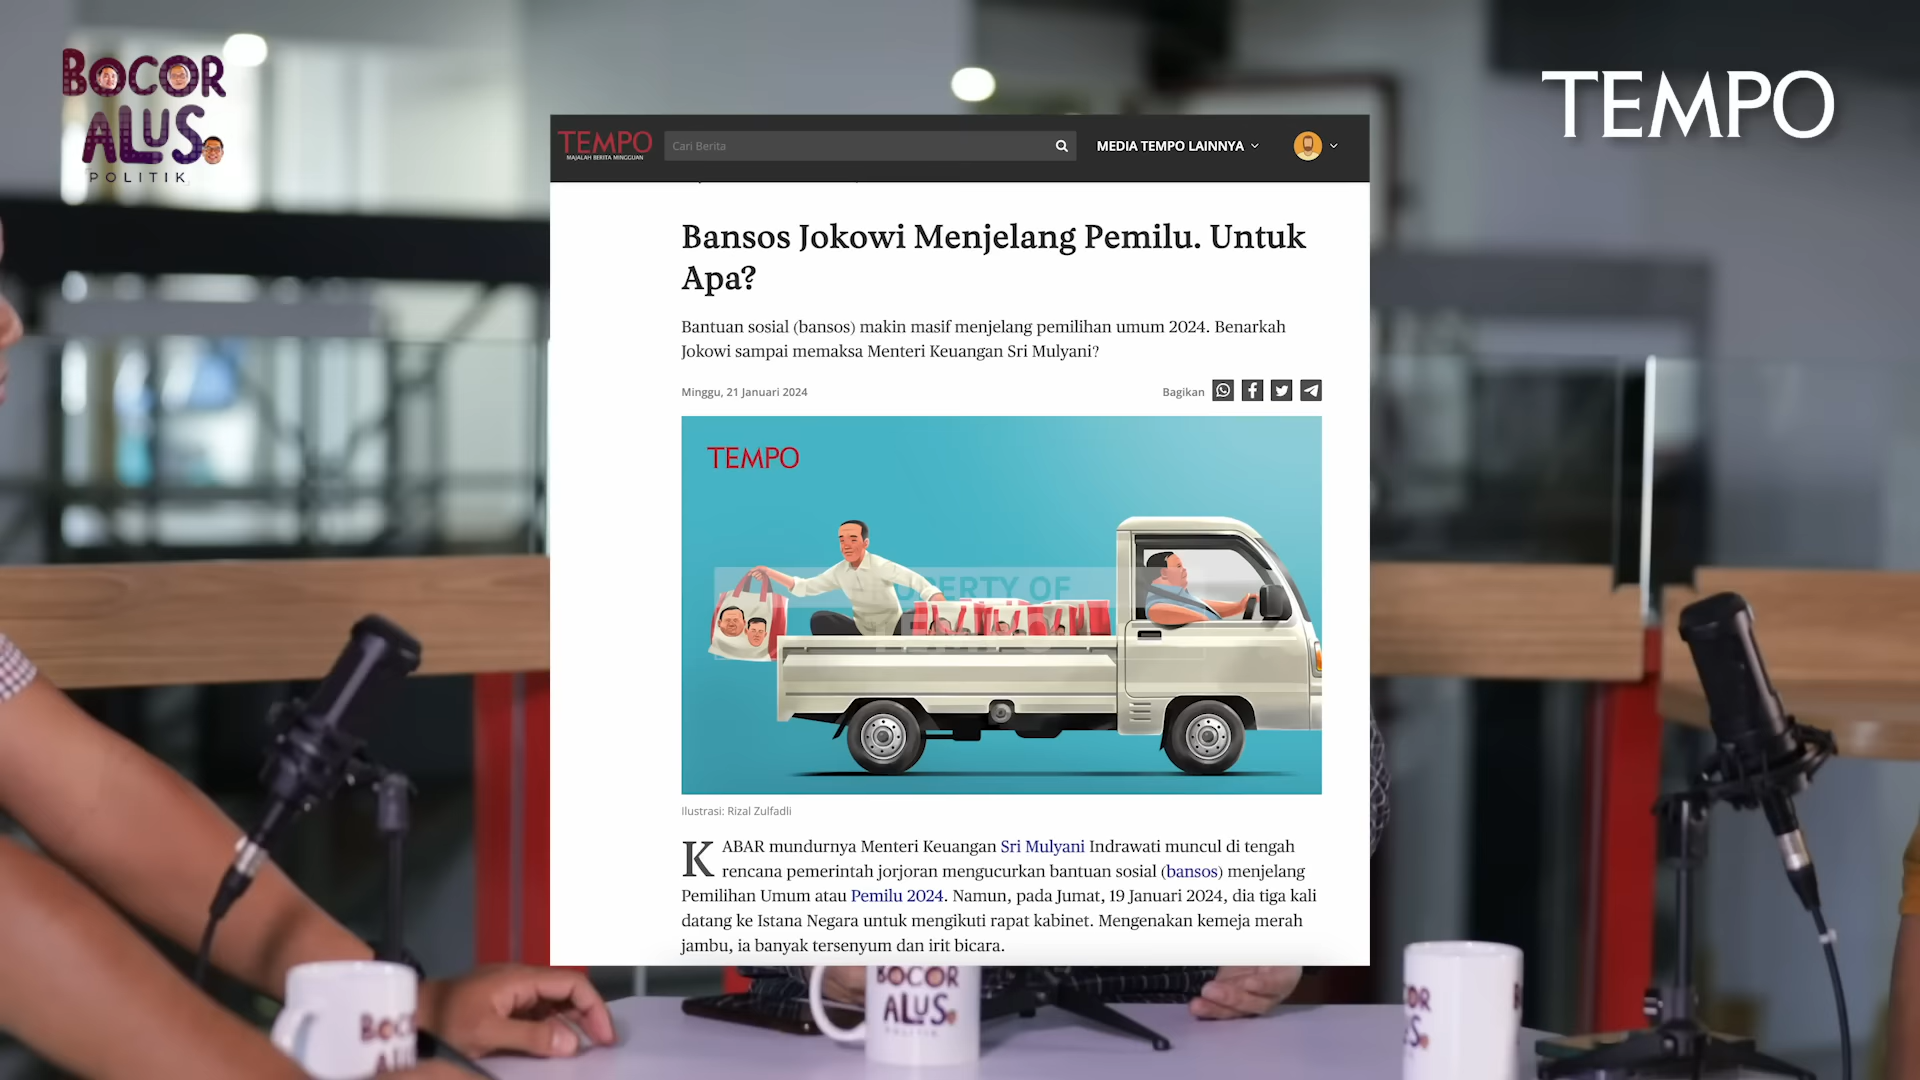 BOCOR
ALUS
POLITIK
TEMPO
TEMPO
MAJALAH BERITA MINGGUAN
Cari Berita
MEDIA TEMPO LAINNYA
Bansos Jokowi Menjelang Pemilu. Untuk
Apa?
Bantuan sosial (bansos) makin masif menjelang pemilihan umum 2024. Benarkah
Jokowi sampai memaksa Menteri Keuangan Sri Mulyani?
Minggu, 21 Januari 2024
Bagikan
TEMPO
PERTY OF
TEMPO
Ilustrasi: Rizal Zulfadli
KABAR mundurnya Menteri Keuangan Sri Mulyani Indrawati muncul di tengah
rencana pemerintah jorjoran mengucurkan bantuan sosial (bansos) menjelang
Pemilihan Umum atau Pemilu 2024. Namun, pada Jumat, 19 Januari 2024, dia tiga kali
datang ke Istana Negara untuk mengikuti rapat kabinet. Mengenakan kemeja merah
jambu, ia banyak tersenyum dan irit bicara.
BOCOR
ALUS
POLITIK